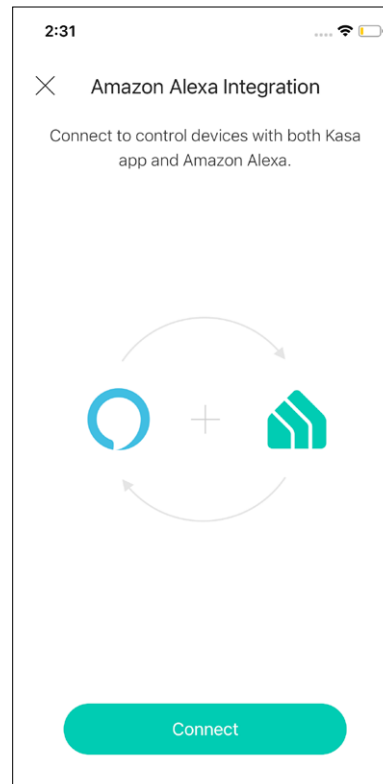 2:31
Amazon Alexa Integration
Connect to control devices with both Kasa
app and Amazon Alexa.
Connect